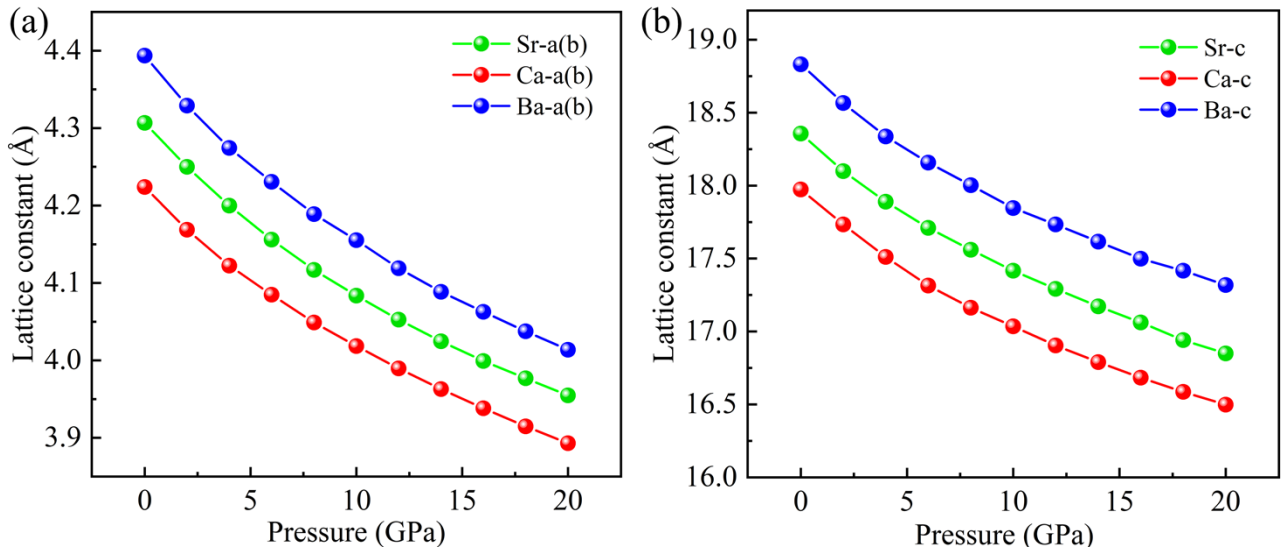 (a)
Sr-a(b)
Ca-a(b)
Ba-a(b)
Lattice constant (Å)
4.4
4.3
4.2
4.1
4.0
3.9
0 5 10 15 20
Pressure (GPa)
(b)
Sr-c
Ca-c
Ba-c
Lattice constant (Å)
19.0
18.5
18.0
17.5
17.0
16.5
16.0
0 5 10 15 20
Pressure (GPa)